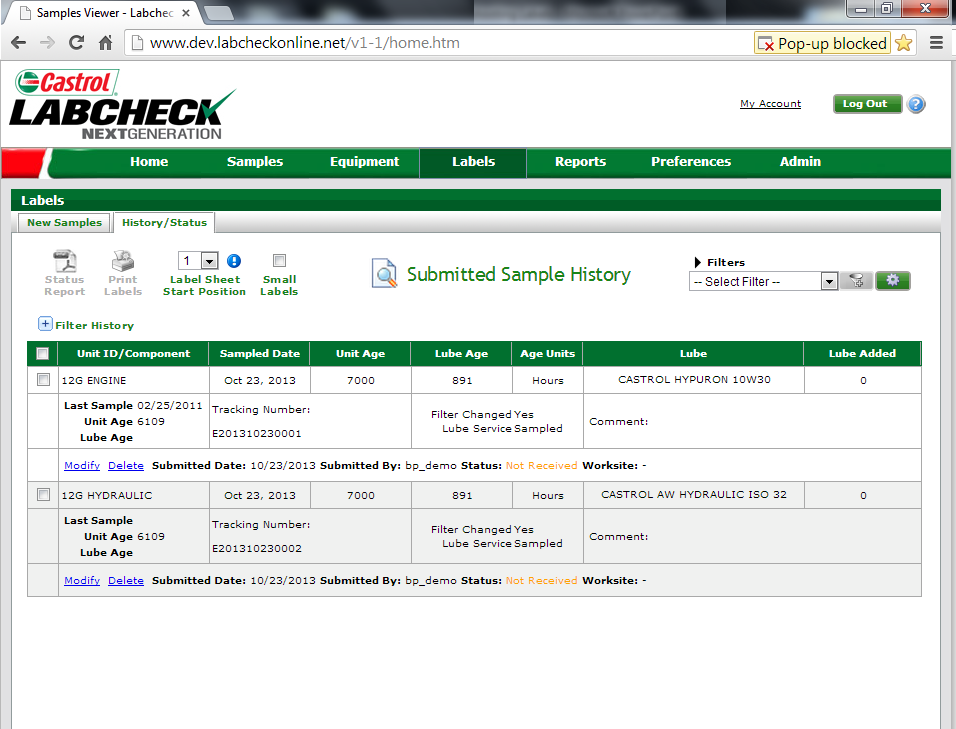 Samples Viewer - Labchec
www.dev.labcheckonline.net/v1-1/home.htm
Pop-up blocked
Castrol
LABCHECK
NEXTGENERATION
My Account
Log Out
?
Home Samples Equipment Labels Reports Preferences Admin
Labels
New Samples History/Status
Status Report
Print Labels
1
Label Sheet Start Position
Small Labels
Submitted Sample History
Filters
-- Select Filter --
Filter History
Unit ID/Component Sampled Date Unit Age Lube Age Age Units Lube Lube Added
12G ENGINE Oct 23, 2013 7000 891 Hours CASTROL HYPURON 10W30 0
Last Sample 02/25/2011
Unit Age 6109
Lube Age
Tracking Number:
E201310230001
Filter Changed Yes
Lube Service Sampled
Comment:
Modify Delete Submitted Date: 10/23/2013 Submitted By: bp_demo Status: Not Received Worksite: -
12G HYDRAULIC Oct 23, 2013 7000 891 Hours CASTROL AW HYDRAULIC ISO 32 0
Last Sample
Unit Age 6109
Lube Age
Tracking Number:
E201310230002
Filter Changed Yes
Lube Service Sampled
Comment:
Modify Delete Submitted Date: 10/23/2013 Submitted By: bp_demo Status: Not Received Worksite: -